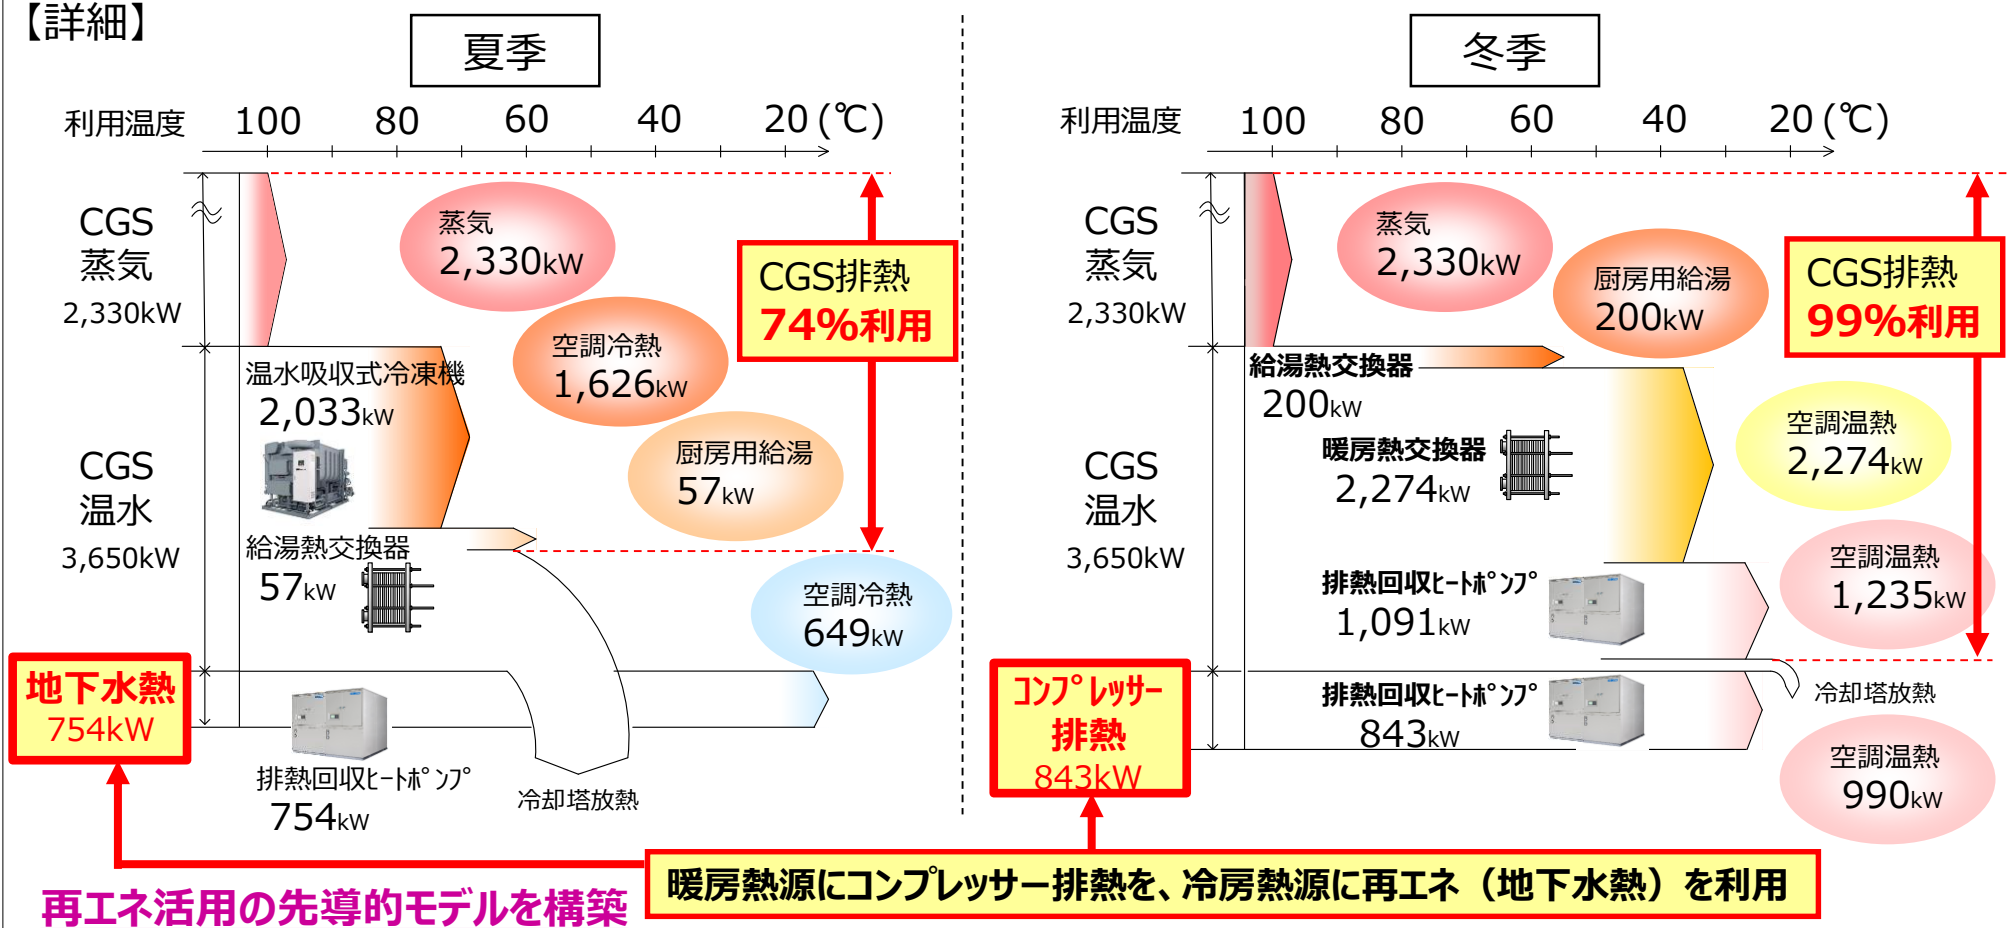 【詳細】
夏季
利用温度 100 80 60 40 20 (℃)
CGS
蒸気
2,330kW
蒸気
2,330kW
CGS排熱
74%利用
空調冷熱
1,626kW
温水吸収式冷凍機
2,033kW
厨房用給湯
57kW
CGS
温水
3,650kW
給湯熱交換器
57kW
空調冷熱
649kW
地下水熱
754kW
排熱回収ﾋｰﾄﾎﾟﾝﾌﾟ
754kW
冷却塔放熱
冬季
利用温度 100 80 60 40 20 (℃)
CGS
蒸気
2,330kW
蒸気
2,330kW
厨房用給湯
200kW
CGS排熱
99%利用
給湯熱交換器
200kW
暖房熱交換器
2,274kW
空調温熱
2,274kW
CGS
温水
3,650kW
排熱回収ﾋｰﾄﾎﾟﾝﾌﾟ
1,091kW
空調温熱
1,235kW
ｺﾝﾌﾟﾚｯｻｰ
排熱
843kW
排熱回収ﾋｰﾄﾎﾟﾝﾌﾟ
843kW
冷却塔放熱
空調温熱
990kW
暖房熱源にコンプレッサー排熱を、冷房熱源に再エネ（地下水熱）を利用
再エネ活用の先導的モデルを構築